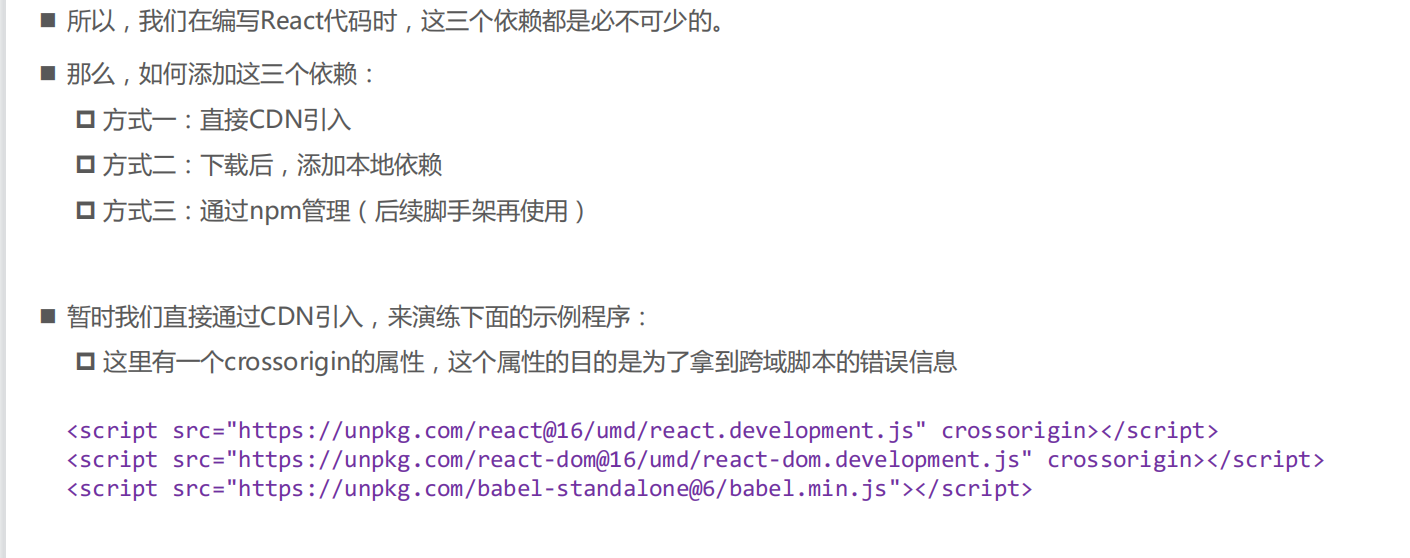 所以，我们在编写React代码时，这三个依赖都是必不可少的。
那么，如何添加这三个依赖：
方式一：直接CDN引入
方式二：下载后，添加本地依赖
方式三：通过npm管理（后续脚手架再使用）
暂时我们直接通过CDN引入，来演练下面的示例程序：
这里有一个crossorigin的属性，这个属性的目的是为了拿到跨域脚本的错误信息
<script src="https://unpkg.com/react@16/umd/react.development.js" crossorigin></script>
<script src="https://unpkg.com/react-dom@16/umd/react-dom.development.js" crossorigin></script>
<script src="https://unpkg.com/babel-standalone@6/babel.min.js"></script>